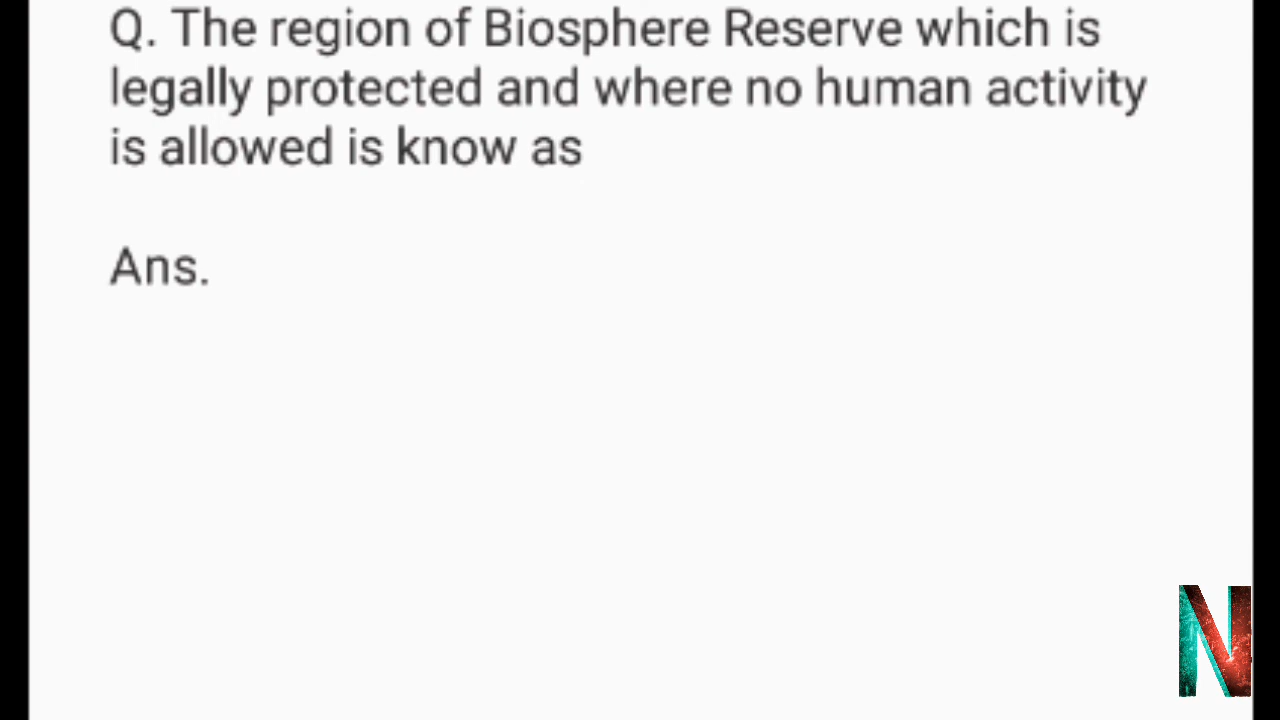 Q. The region of Biosphere Reserve which is
legally protected and where no human activity
is allowed is know as
Ans.
N